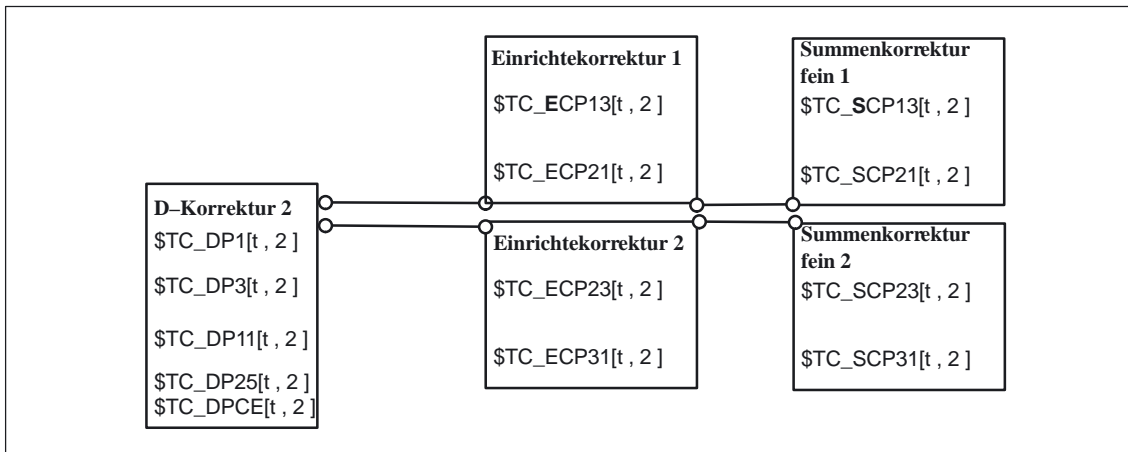 Einrichtekorrektur 1
$TC_ECP13[t , 2 ]
$TC_ECP21[t , 2 ]
Summenkorrektur
fein 1
$TC_SCP13[t , 2 ]
$TC_SCP21[t , 2 ]
D–Korrektur 2
$TC_DP1[t , 2 ]
$TC_DP3[t , 2 ]
$TC_DP11[t , 2 ]
$TC_DP25[t , 2 ]
$TC_DPCE[t , 2 ]
Einrichtekorrektur 2
$TC_ECP23[t , 2 ]
$TC_ECP31[t , 2 ]
Summenkorrektur
fein 2
$TC_SCP23[t , 2 ]
$TC_SCP31[t , 2 ]